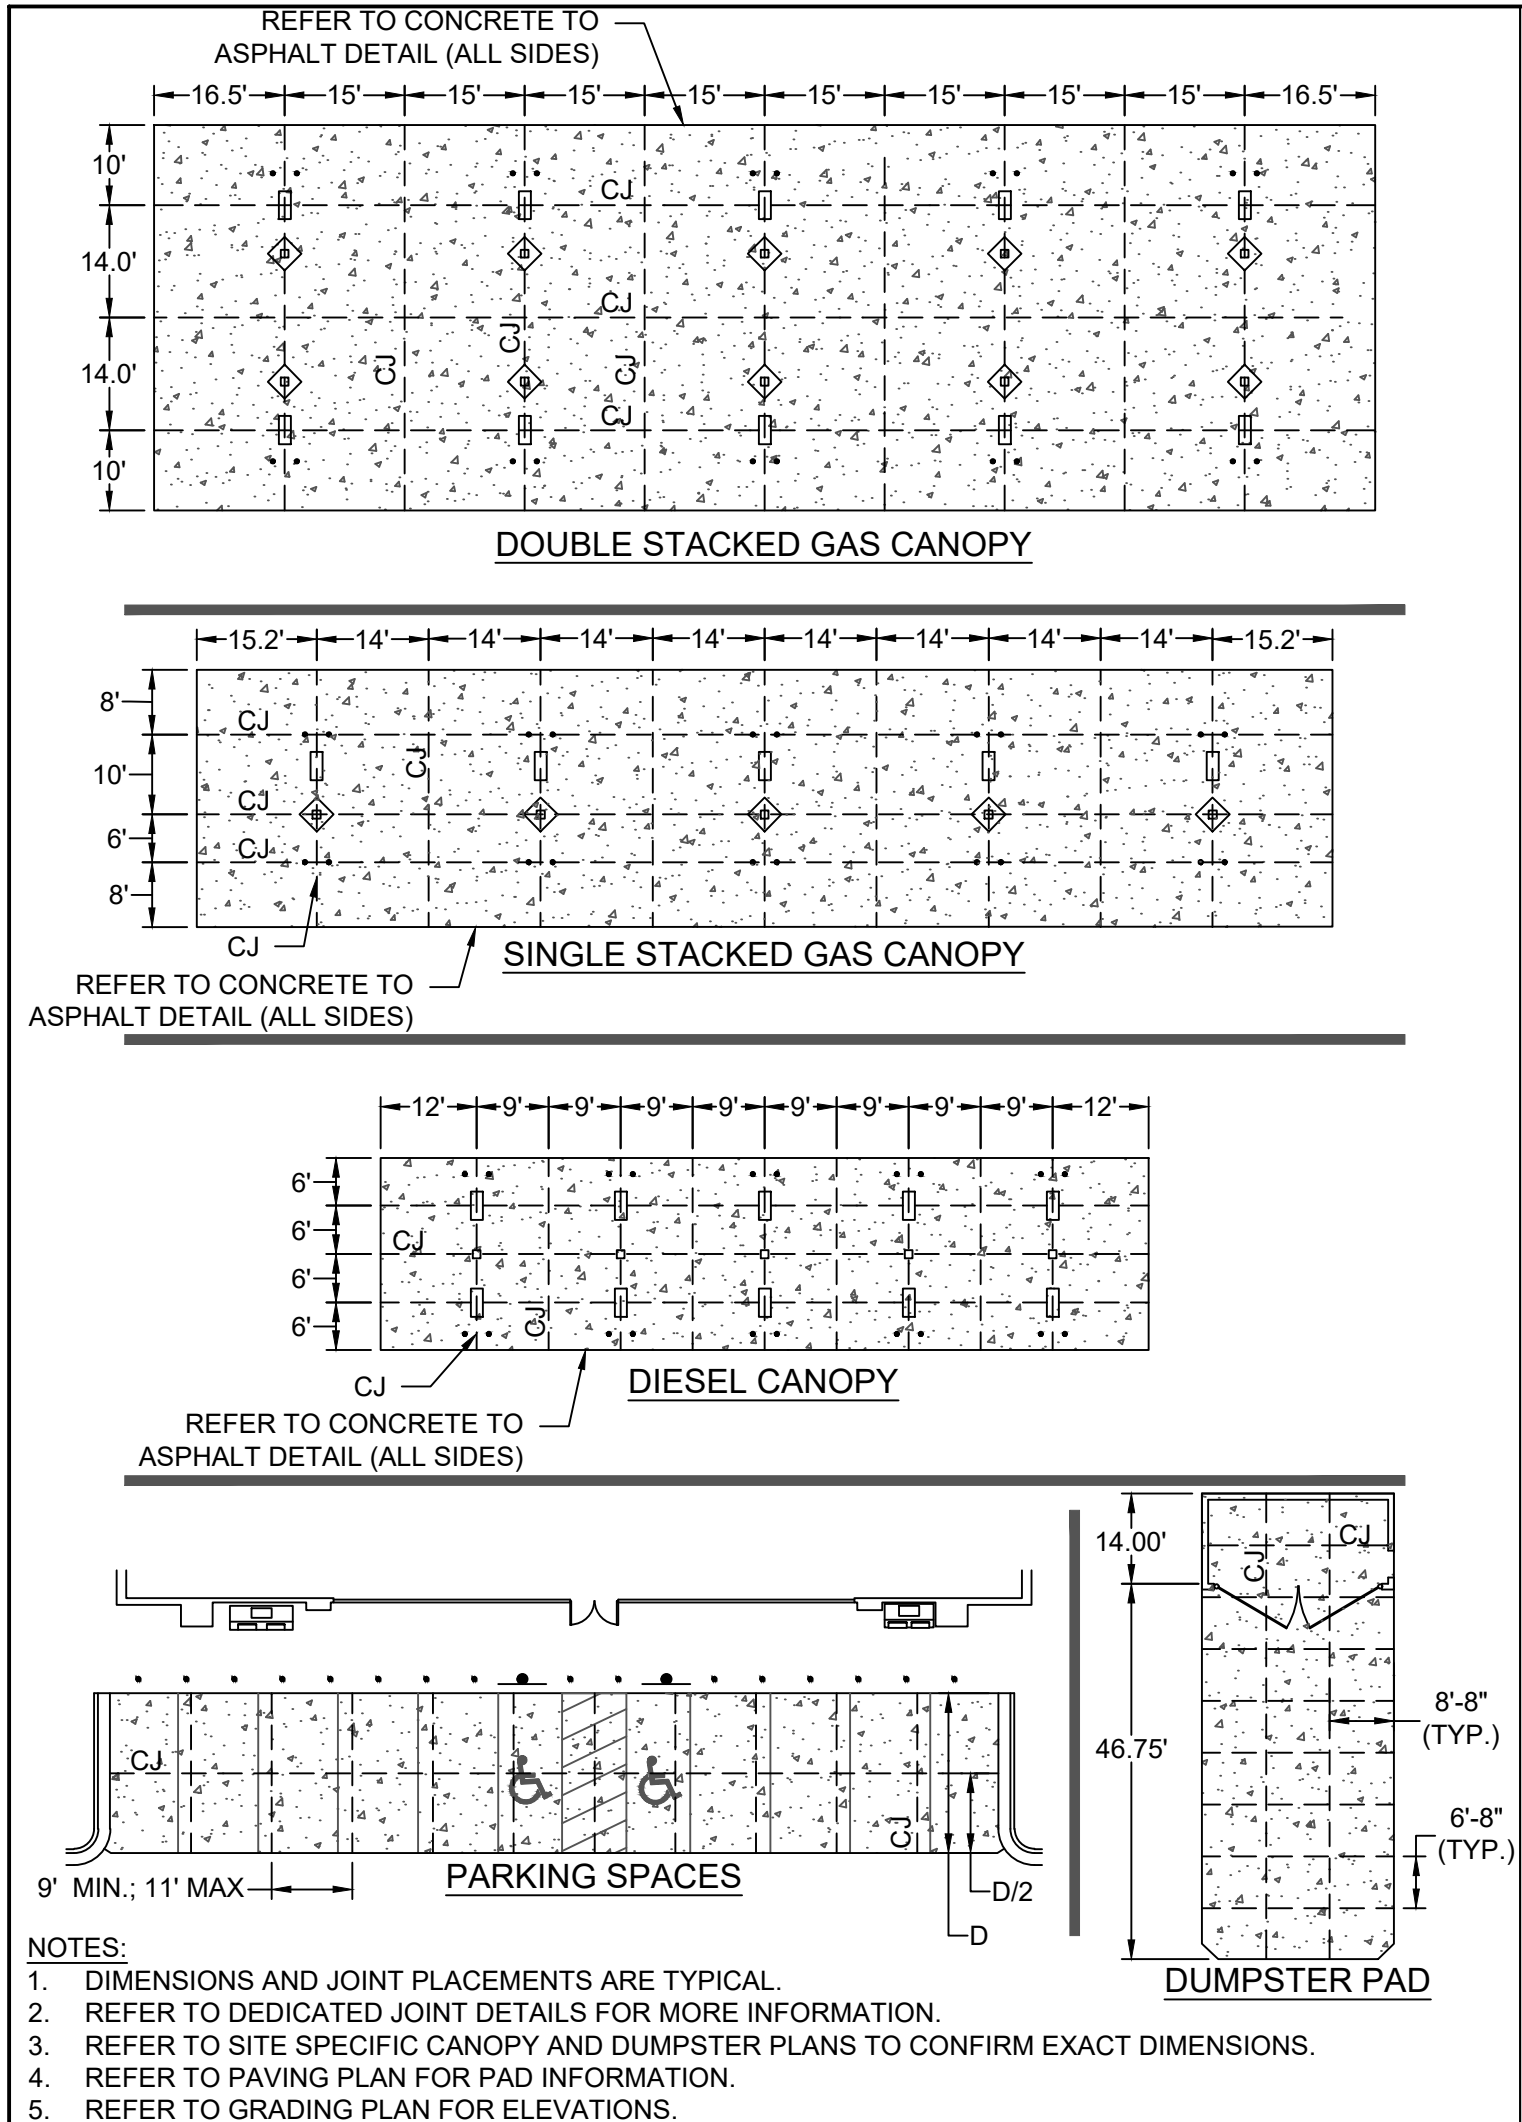 REFER TO CONCRETE TO
ASPHALT DETAIL (ALL SIDES)
16.5' 15' 15' 15' 15' 15' 15' 15' 15' 16.5'
10'
CJ
14.0'
CJ
CJ
14.0'
CJ
CJ
CJ
10'
DOUBLE STACKED GAS CANOPY
15.2' 14' 14' 14' 14' 14' 14' 14' 14' 15.2'
8'
CJ
CJ
10'
CJ
6'
CJ
8'
CJ
SINGLE STACKED GAS CANOPY
REFER TO CONCRETE TO
ASPHALT DETAIL (ALL SIDES)
12' 9' 9' 9' 9' 9' 9' 9' 9' 12'
6'
6'
CJ
6'
6'
CJ
CJ
DIESEL CANOPY
REFER TO CONCRETE TO
ASPHALT DETAIL (ALL SIDES)
CJ
CJ
9' MIN.; 11' MAX
PARKING SPACES
D/2
D
14.00'
CJ
CJ
46.75'
8'-8"
(TYP.)
6'-8"
(TYP.)
DUMPSTER PAD
NOTES:
1. DIMENSIONS AND JOINT PLACEMENTS ARE TYPICAL.
2. REFER TO DEDICATED JOINT DETAILS FOR MORE INFORMATION.
3. REFER TO SITE SPECIFIC CANOPY AND DUMPSTER PLANS TO CONFIRM EXACT DIMENSIONS.
4. REFER TO PAVING PLAN FOR PAD INFORMATION.
5. REFER TO GRADING PLAN FOR ELEVATIONS.